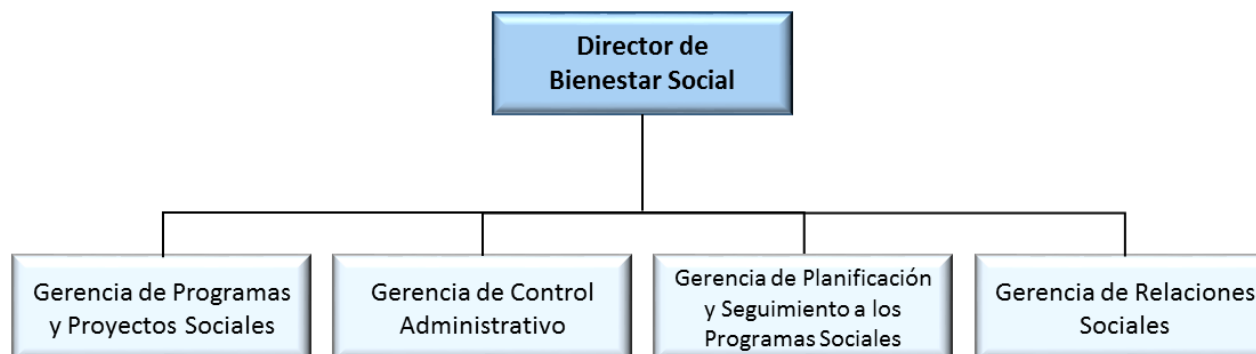 Director de
Bienestar Social
Gerencia de Programas
y Proyectos Sociales
Gerencia de Control
Administrativo
Gerencia de Planificación
y Seguimiento a los
Programas Sociales
Gerencia de Relaciones
Sociales